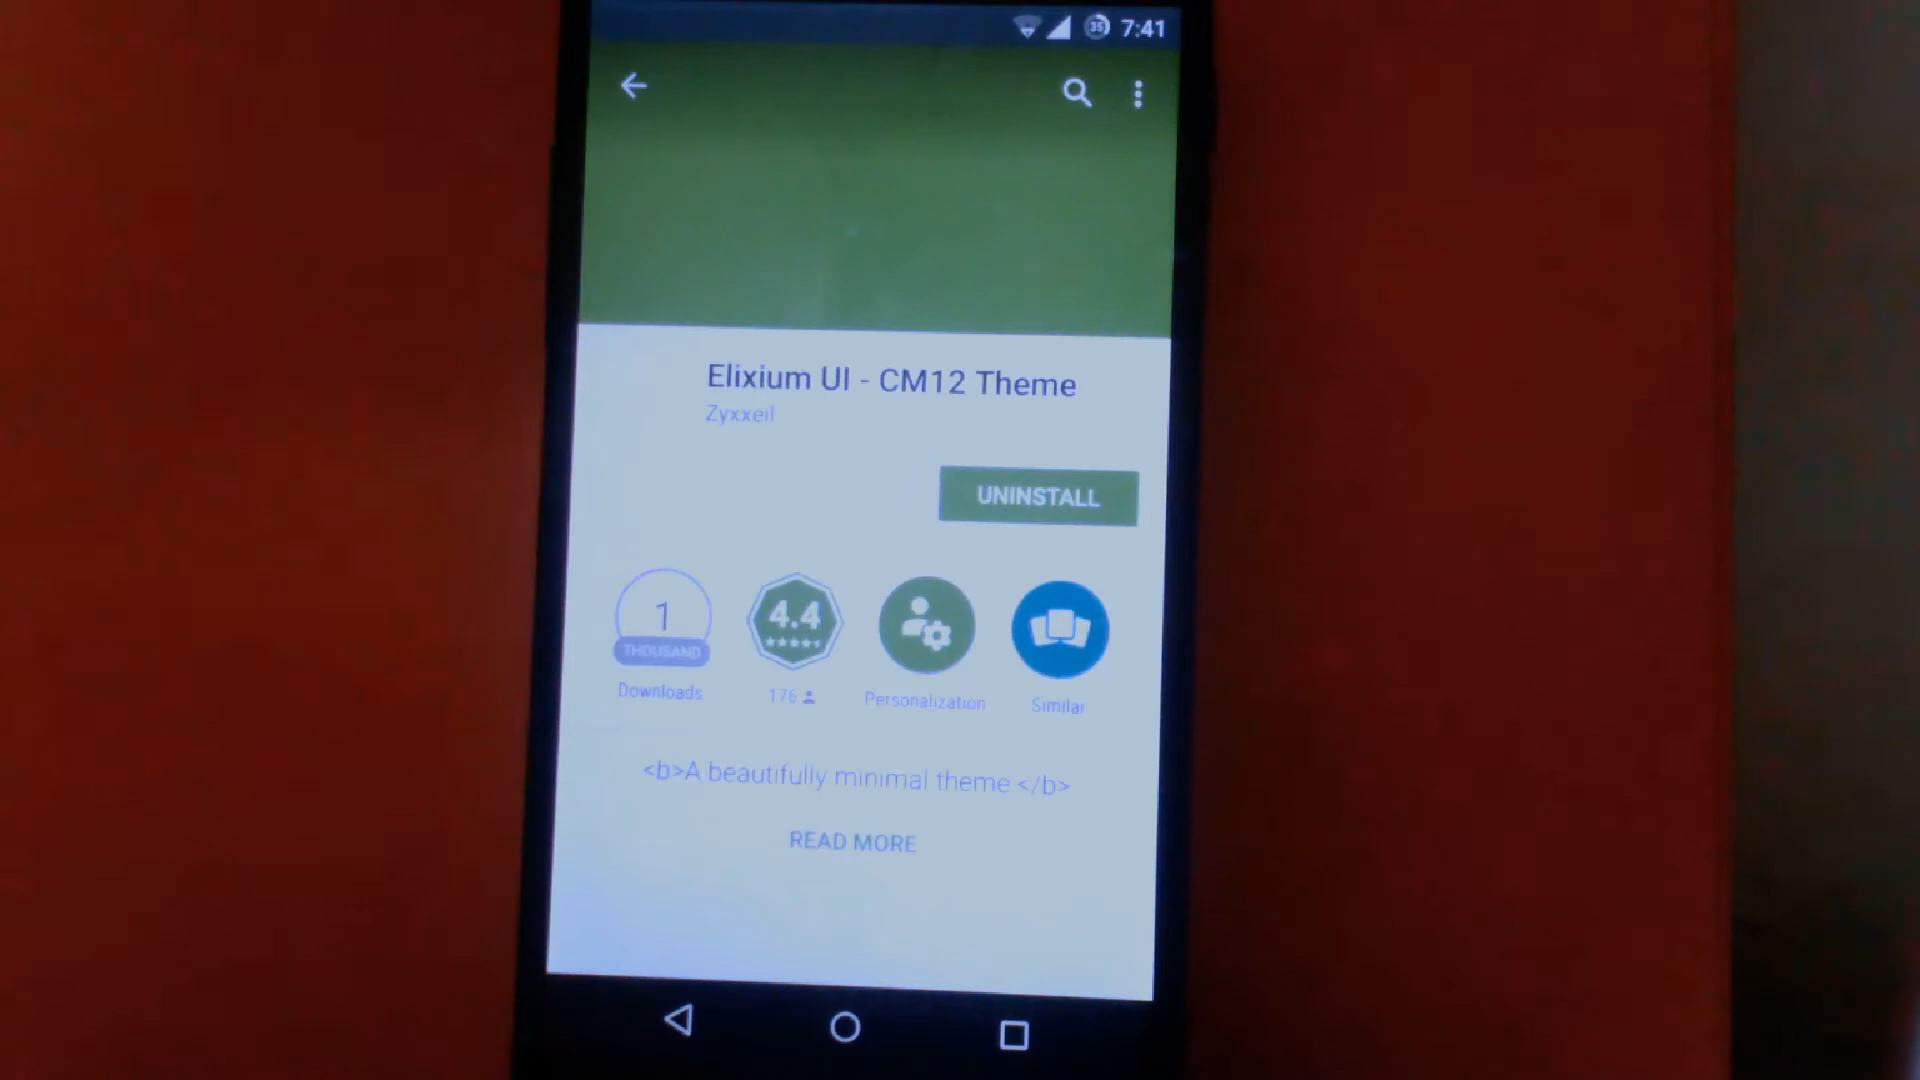 35 7:41
Elixium UI - CM12 Theme
Zyxxeil
UNINSTALL
1
THOUSAND
Downloads
4.4
176
Personalization
Similar
<b>A beautifully minimal theme </b>
READ MORE